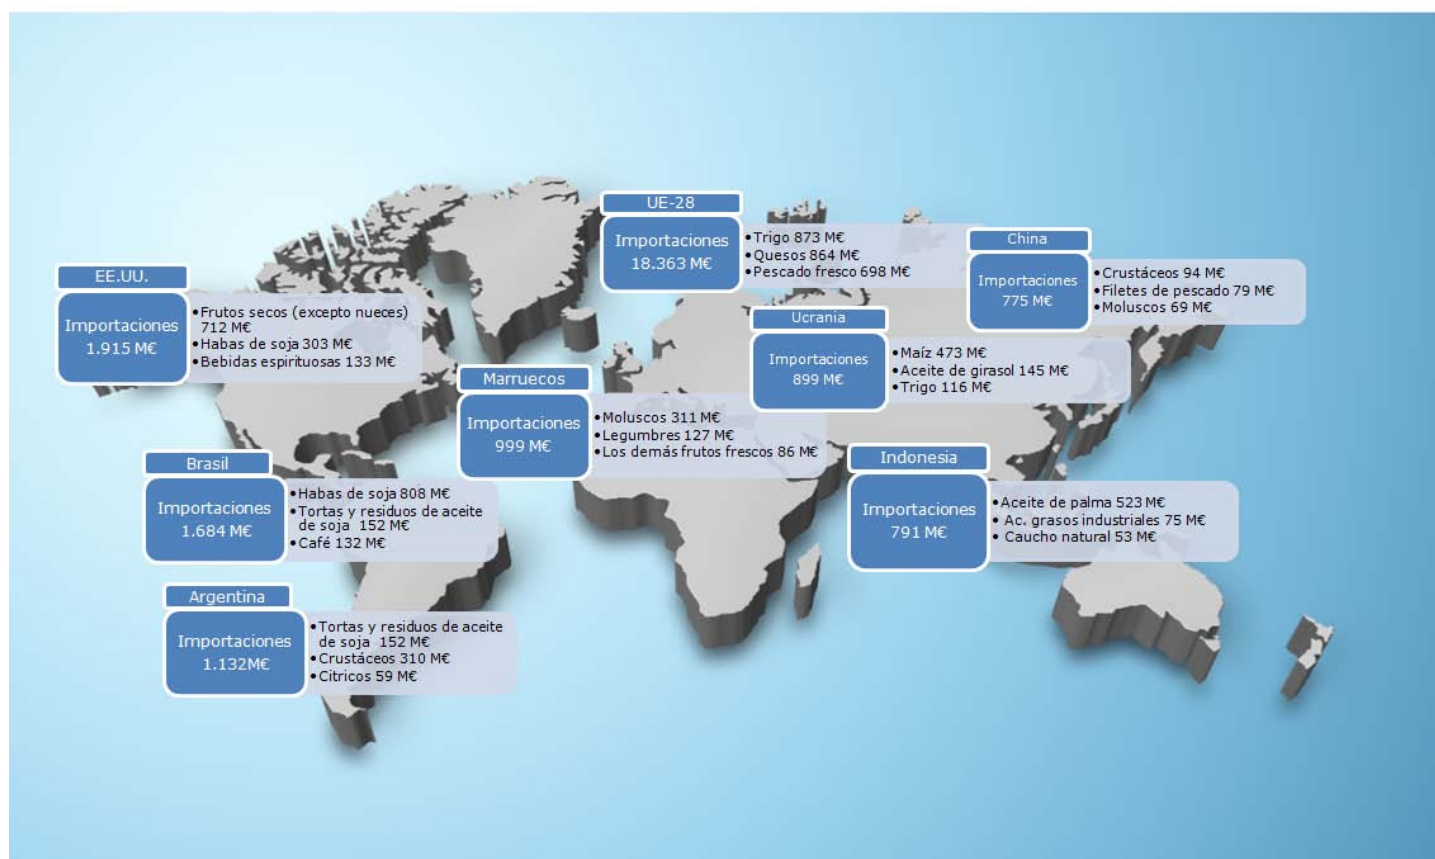 UE-28
Importaciones
18.363 M€
•Trigo 873 M€
•Quesos 864 M€
•Pescado fresco 698 M€
China
Importaciones
775 M€
•Crustáceos 94 M€
•Filetes de pescado 79 M€
•Moluscos 69 M€
EE.UU.
Importaciones
1.915 M€
•Frutos secos (excepto nueces)
712 M€
•Habas de soja 303 M€
•Bebidas espirituosas 133 M€
Ucrania
Importaciones
899 M€
•Maíz 473 M€
•Aceite de girasol 145 M€
•Trigo 116 M€
Marruecos
Importaciones
999 M€
•Moluscos 311 M€
•Legumbres 127 M€
•Los demás frutos frescos 86 M€
Brasil
Importaciones
1.684 M€
•Habas de soja 808 M€
•Tortas y residuos de aceite
de soja 152 M€
•Café 132 M€
Indonesia
Importaciones
791 M€
•Aceite de palma 523 M€
• Ac. grasos industriales 75 M€
• Caucho natural 53 M€
Argentina
Importaciones
1.132M€
•Tortas y residuos de aceite
de soja 152 M€
•Crustáceos 310 M€
•Citricos 59 M€